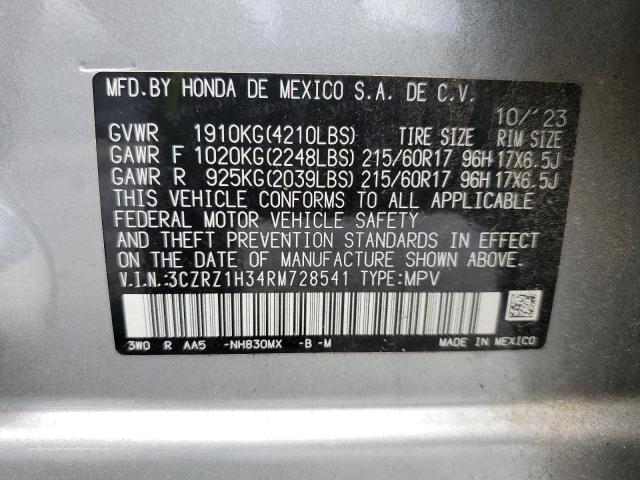 MFD.BY HONDA DE MEXICO S.A. DE C.V.
10/'23
GVWR 1910KG(4210LBS) TIRE SIZE RIM SIZE
GAWR F 1020KG(2248LBS) 215/60R17 96H 17X6.5J
GAWR R 925KG(2039LBS) 215/60R17 96H 17X6.5J
THIS VEHICLE CONFORMS TO ALL APPLICABLE
FEDERAL MOTOR VEHICLE SAFETY
AND THEFT PREVENTION STANDARDS IN EFFECT
ON THE DATE OF MANUFACTURE SHOWN ABOVE.
V.I.N.:3CZRZ1H34RM728541 TYPE:MPV
3W0 R AA5 -NH830MX -B -M MADE IN MEXICO